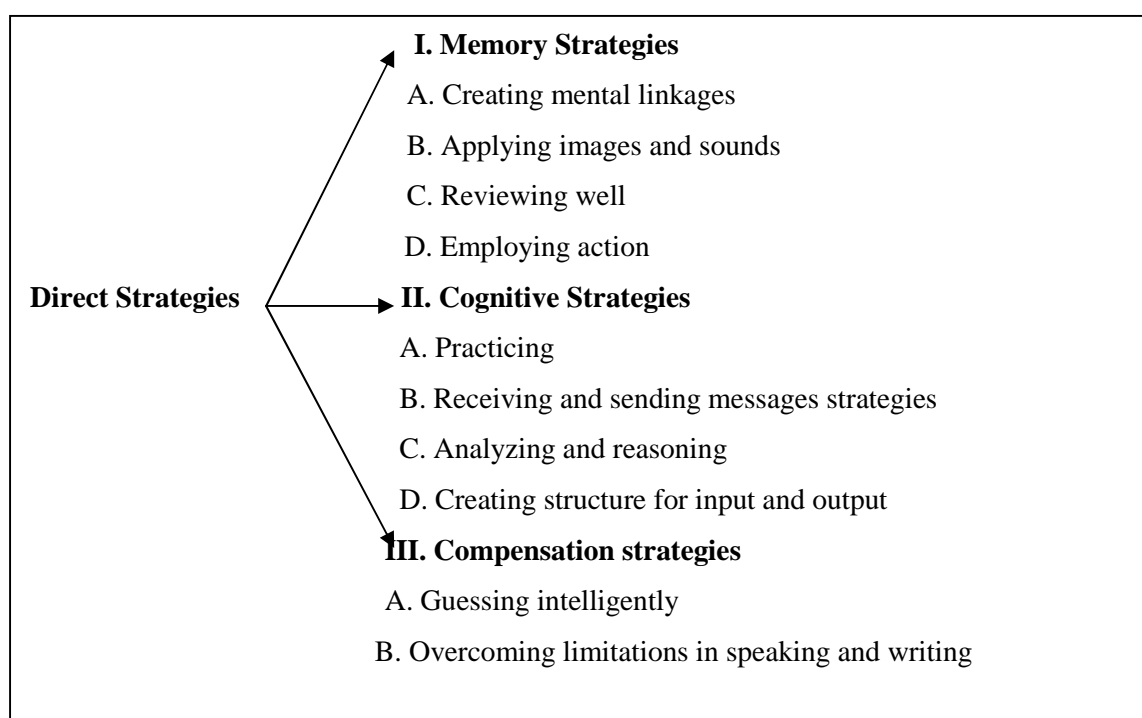 I. Memory Strategies
A. Creating mental linkages
B. Applying images and sounds
C. Reviewing well
D. Employing action
Direct Strategies
II. Cognitive Strategies
A. Practicing
B. Receiving and sending messages strategies
C. Analyzing and reasoning
D. Creating structure for input and output
III. Compensation strategies
A. Guessing intelligently
B. Overcoming limitations in speaking and writing